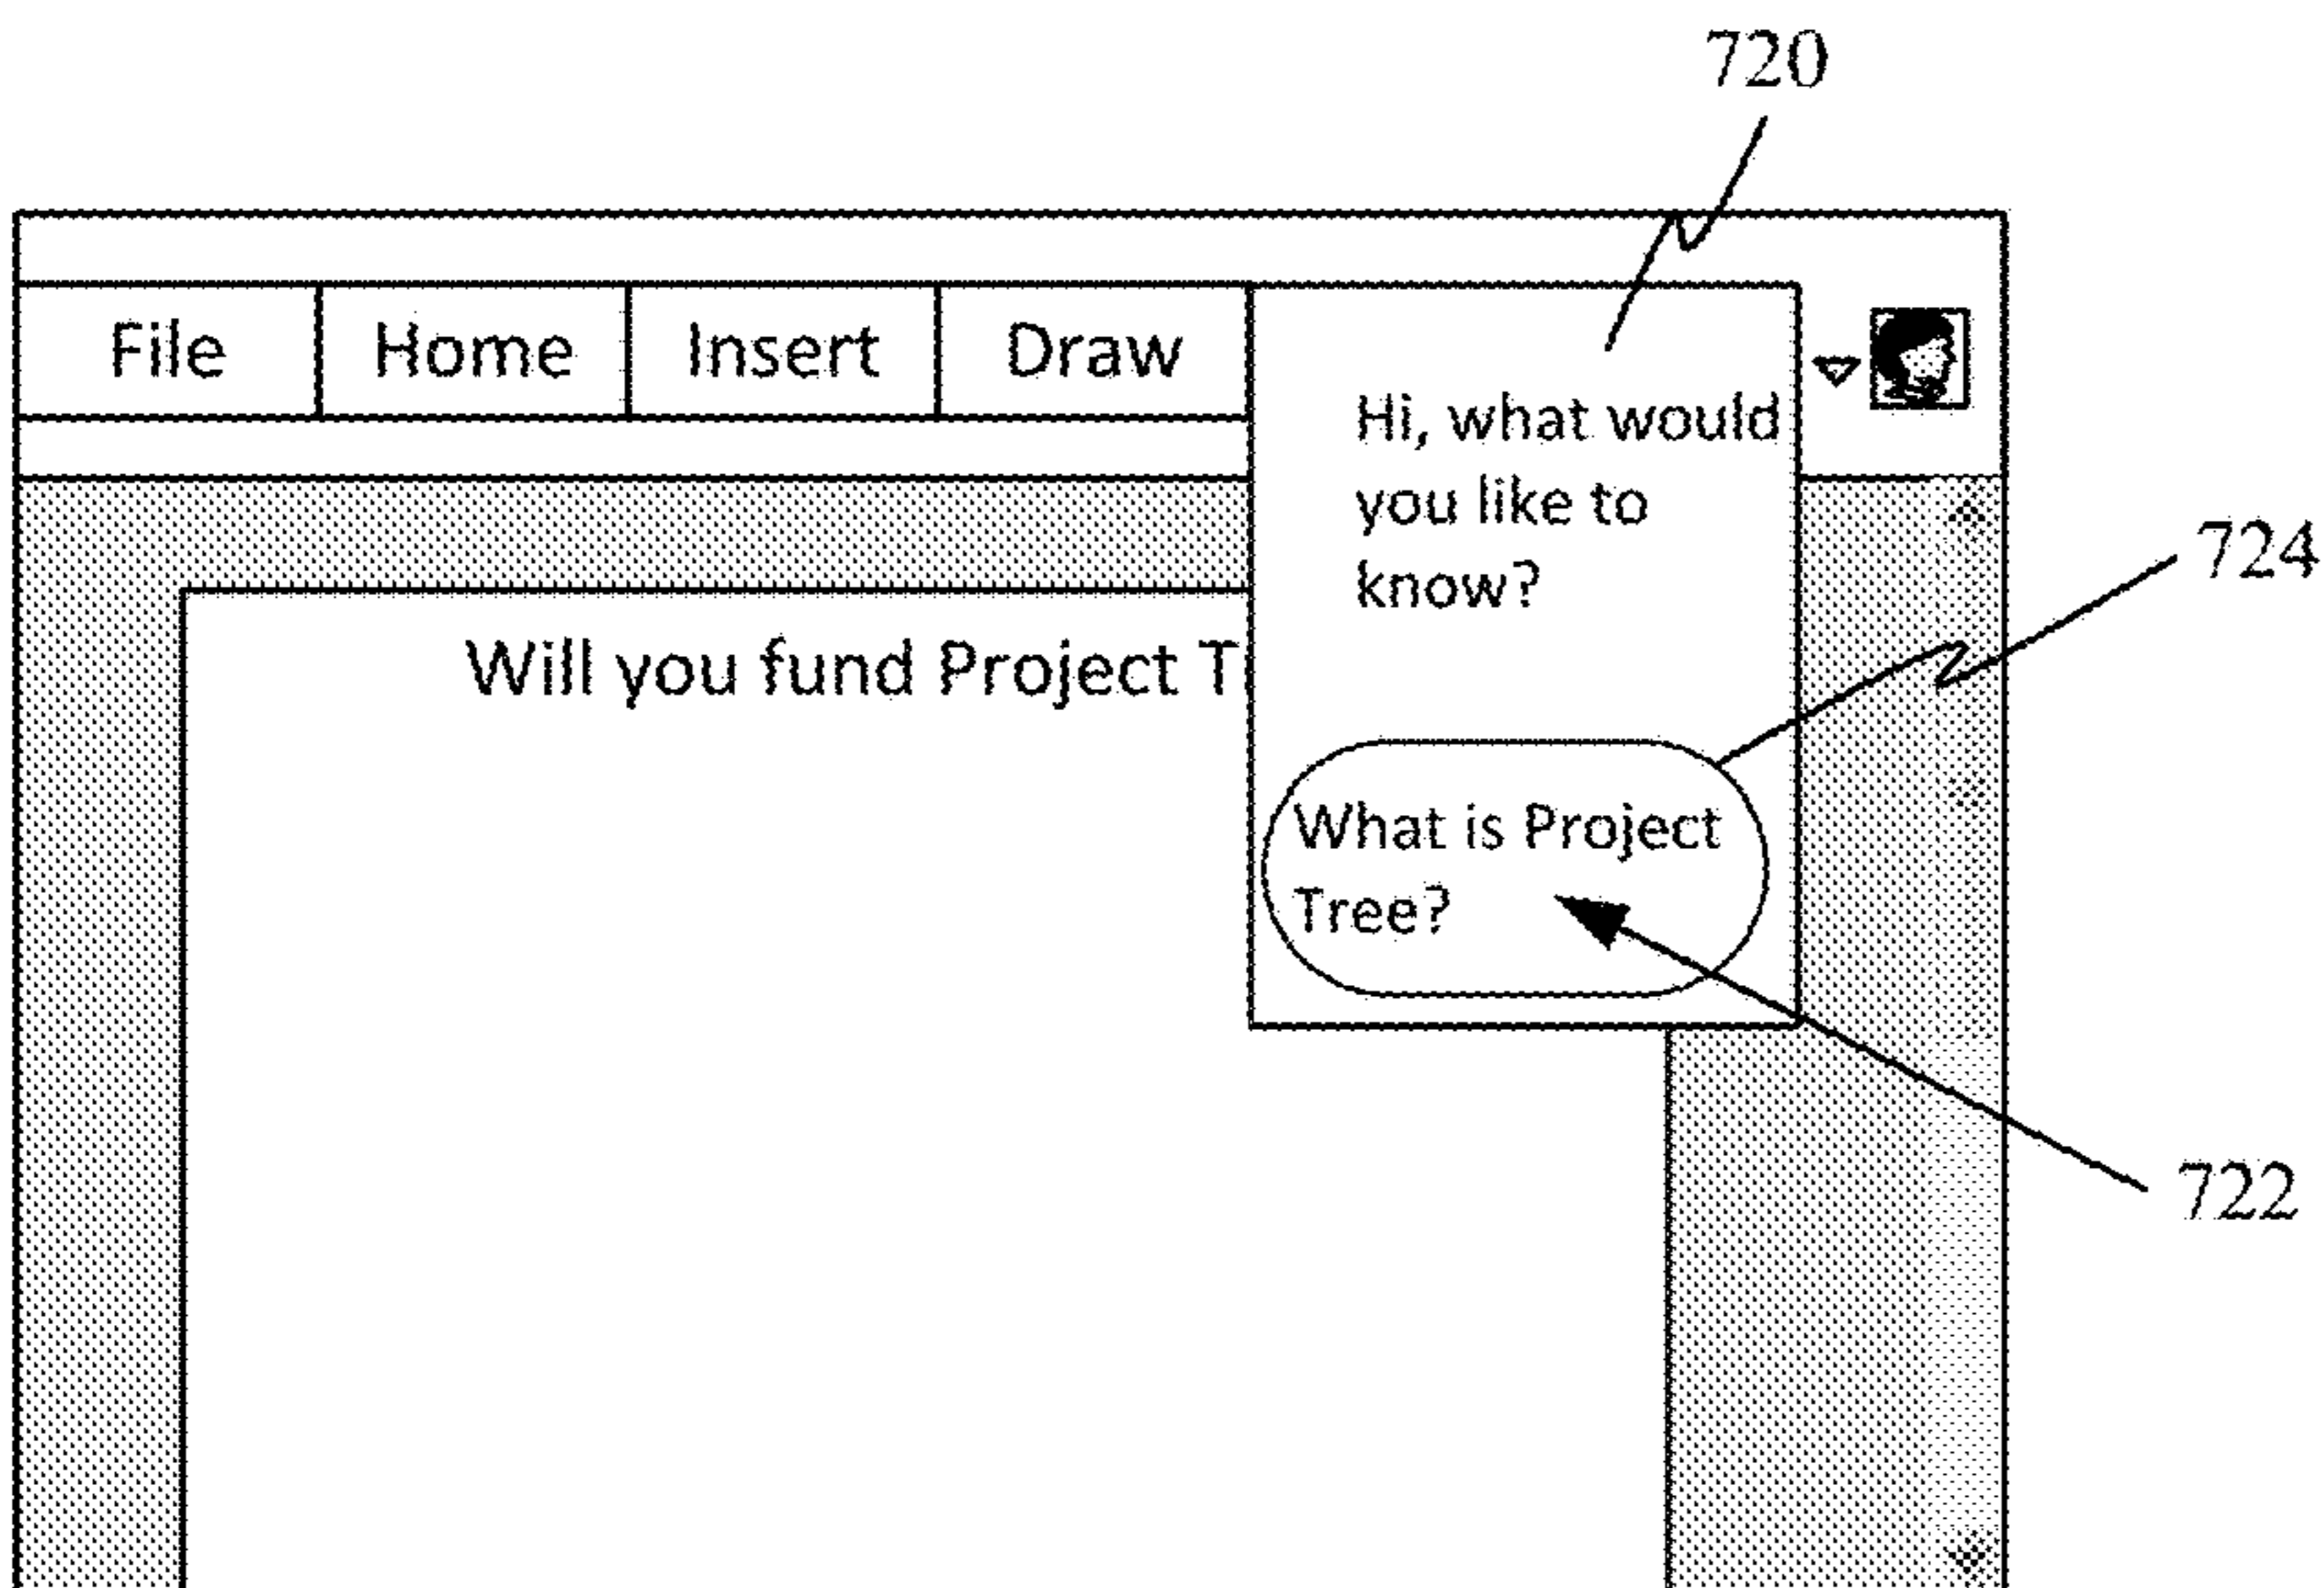 720
File Home Insert Draw
Hi, what would
you like to
know?
724
Will you fund Project T
What is Project
Tree?
722